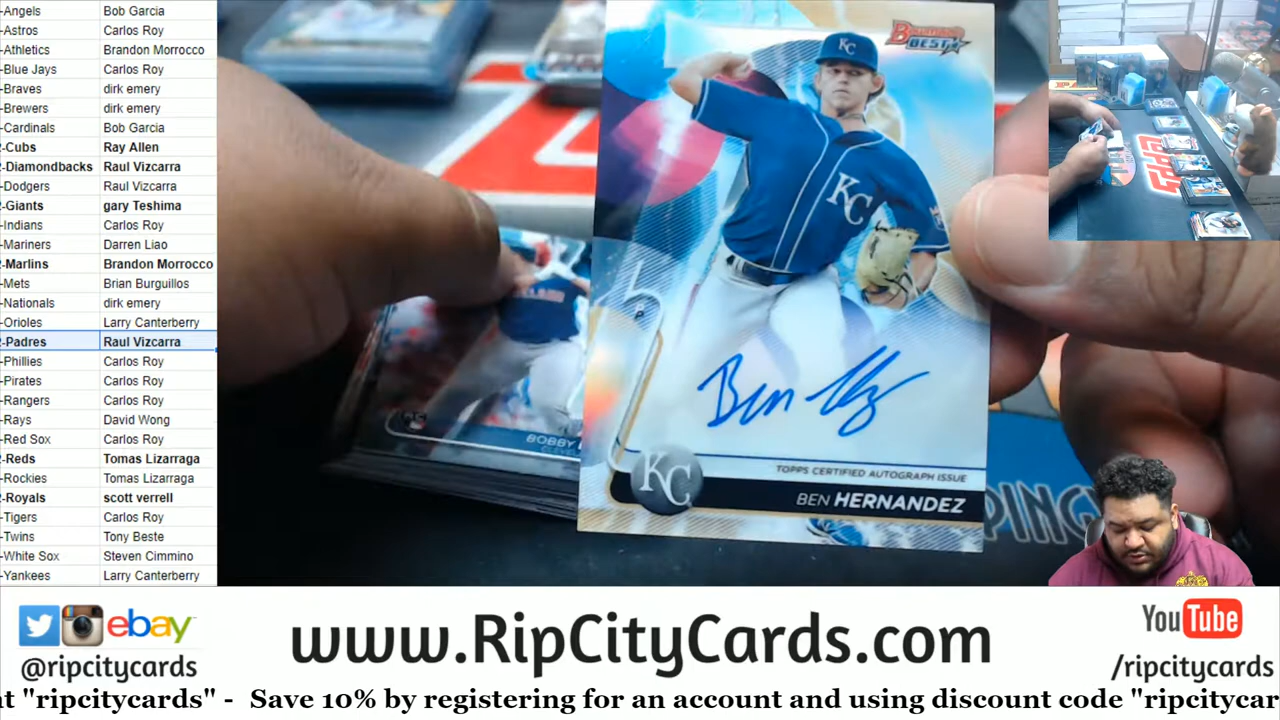 -Angels Bob Garcia
-Astros Carlos Roy
-Athletics Brandon Morrocco
-Blue Jays Carlos Roy
-Braves dirk emery
-Brewers dirk emery
-Cardinals Bob Garcia
-Cubs Ray Allen
-Diamondbacks Raul Vizcarra
-Dodgers Raul Vizcarra
-Giants gary Teshima
-Indians Carlos Roy
-Mariners Darren Liao
-Marlins Brandon Morrocco
-Mets Brian Burguillos
-Nationals dirk emery
-Orioles Larry Canterberry
-Padres Raul Vizcarra
-Phillies Carlos Roy
-Pirates Carlos Roy
-Rangers Carlos Roy
-Rays David Wong
-Red Sox Carlos Roy
-Reds Tomas Lizarraga
-Rockies Tomas Lizarraga
-Royals scott verrell
-Tigers Carlos Roy
-Twins Tony Beste
-White Sox Steven Cimmino
-Yankees Larry Canterberry
Bowman's
BEST
KC
KC
P
Ben
TOPPS CERTIFIED AUTOGRAPH ISSUE
KC
BEN HERNANDEZ
BOBBY
PING
ebay
@ripcitycards
www.RipCityCards.com
YouTube
/ripcitycards
t "ripcitycards" - Save 10% by registering for an account and using discount code "ripcitycar